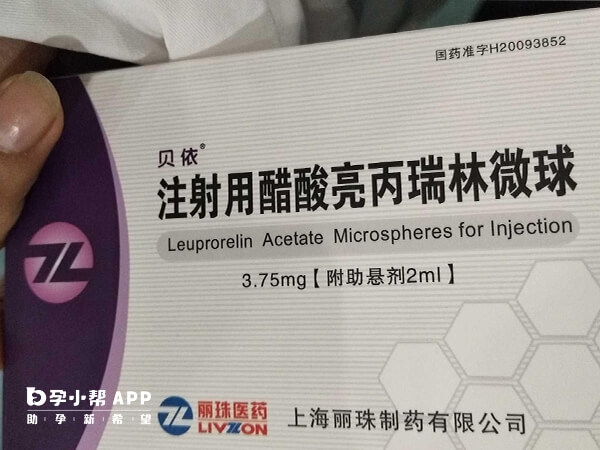 国药准字H20093852
贝依®
注射用醋酸亮丙瑞林微球
Leuprorelin Acetate Microspheres for Injection
3.75mg【附助悬剂2ml】
孕小帮APP
助孕新希望
丽珠医药
LIVZON
上海丽珠制药有限公司